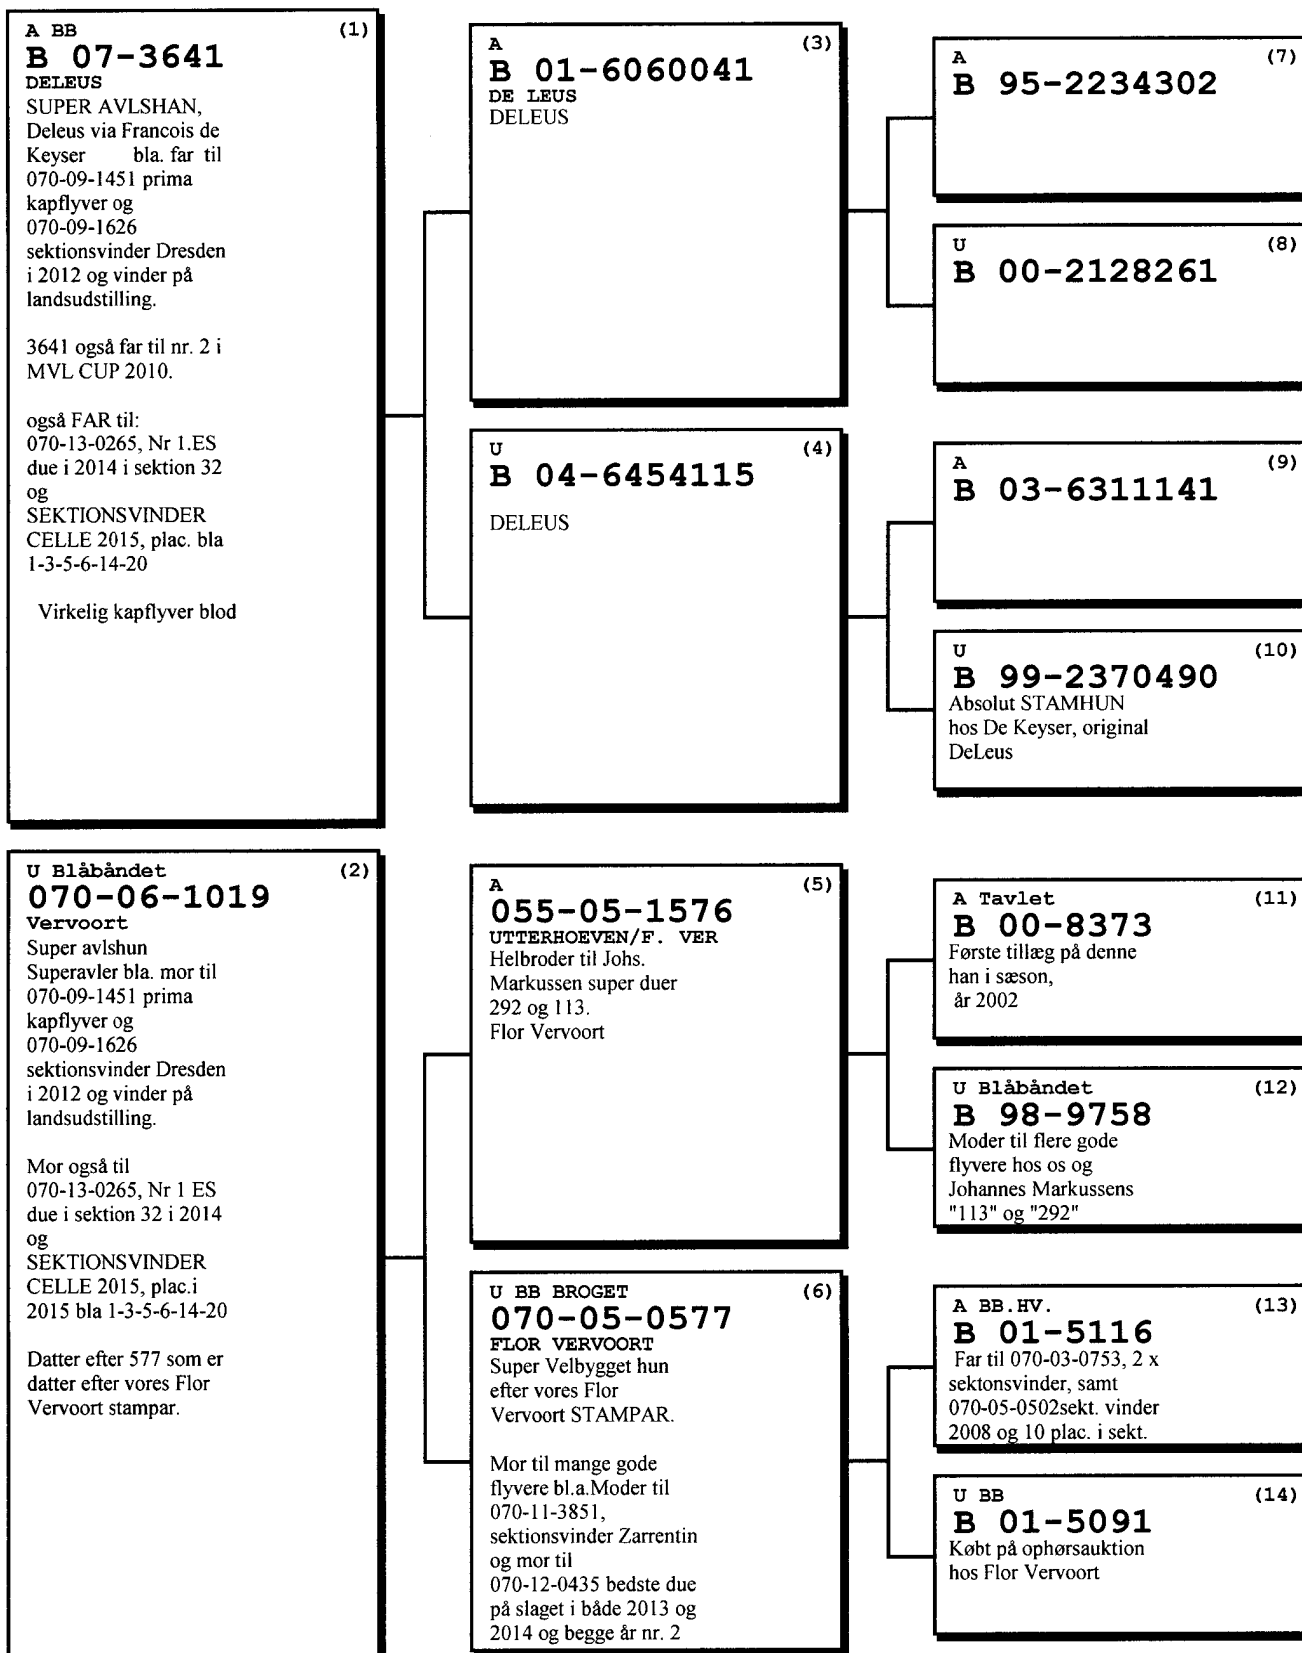 A BB (1)
B 07-3641
DELEUS
SUPER AVLSHAN,
Deleus via Francois de
Keyser bla. far til
070-09-1451 prima
kapflyver og
070-09-1626
sektionsvinder Dresden
i 2012 og vinder på
landsudstilling.
3641 også far til nr. 2 i
MVL CUP 2010.
også FAR til:
070-13-0265, Nr 1.ES
due i 2014 i sektion 32
og
SEKTIONSVINDER
CELLE 2015, plac. bla
1-3-5-6-14-20
Virkelig kapflyver blod
U Blåbåndet (2)
070-06-1019
Vervoort
Super avlshun
Superavler bla. mor til
070-09-1451 prima
kapflyver og
070-09-1626
sektionsvinder Dresden
i 2012 og vinder på
landsudstilling.
Mor også til
070-13-0265, Nr 1 ES
due i sektion 32 i 2014
og
SEKTIONSVINDER
CELLE 2015, plac.i
2015 bla 1-3-5-6-14-20
Datter efter 577 som er
datter efter vores Flor
Vervoort stampar.
A (3)
B 01-6060041
DE LEUS
DELEUS
U (4)
B 04-6454115
DELEUS
A (5)
055-05-1576
UTTERHOEVEN/F. VER
Helbroder til Johs.
Markussen super duer
292 og 113.
Flor Vervoort
U BB BROGET (6)
070-05-0577
FLOR VERVOORT
Super Velbygget hun
efter vores Flor
Vervoort STAMPAR.
Mor til mange gode
flyvere bl.a.Moder til
070-11-3851,
sektionsvinder Zarrentin
og mor til
070-12-0435 bedste due
på slaget i både 2013 og
2014 og begge år nr. 2
A (7)
B 95-2234302
U (8)
B 00-2128261
A (9)
B 03-6311141
U (10)
B 99-2370490
Absolut STAMHUN
hos De Keyser, original
DeLeus
A Tavlet (11)
B 00-8373
Første tillæg på denne
han i sæson,
år 2002
U Blåbåndet (12)
B 98-9758
Moder til flere gode
flyvere hos os og
Johannes Markussens
"113" og "292"
A BB.HV. (13)
B 01-5116
Far til 070-03-0753, 2 x
sektonsvinder, samt
070-05-0502sekt. vinder
2008 og 10 plac. i sekt.
U BB (14)
B 01-5091
Købt på ophørsauktion
hos Flor Vervoort